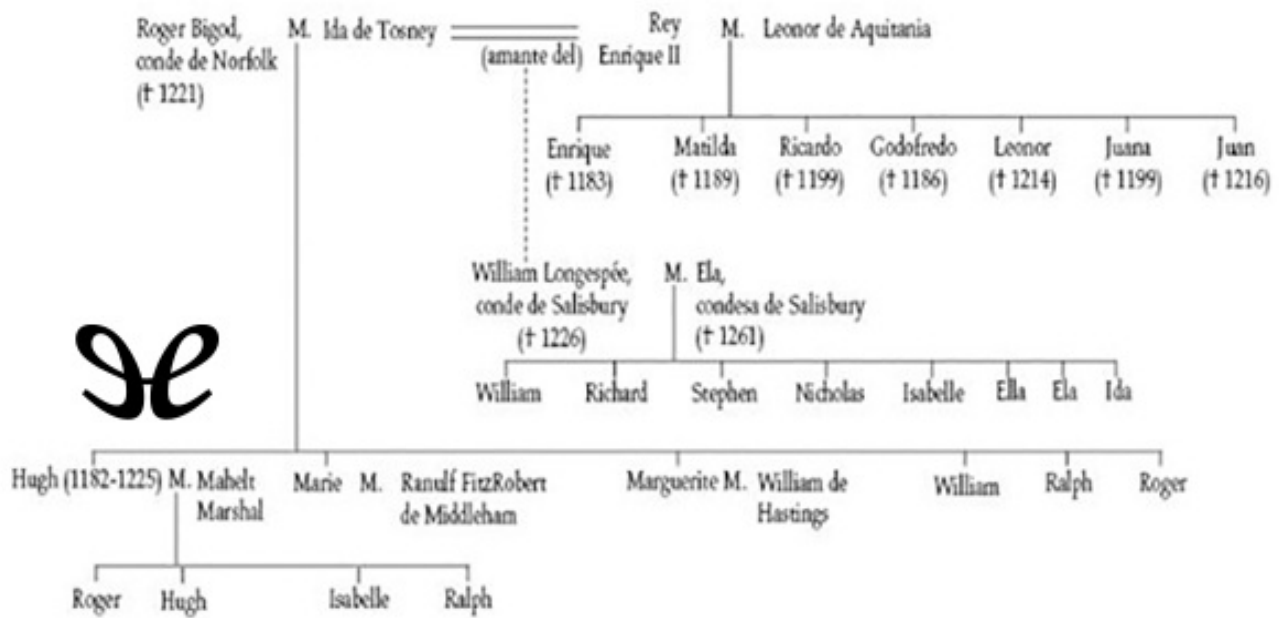 Roger Bigod,
conde de Norfolk
(† 1221)
M. Ida de Tosney
(amante del)
Rey
Enrique II
M. Leonor de Aquitania
Enrique
(† 1183)
Matilda
(† 1189)
Ricardo
(† 1199)
Godofredo
(† 1186)
Leonor
(† 1214)
Juana
(† 1199)
Juan
(† 1216)
William Longespée,
conde de Salisbury
(† 1226)
M. Ela,
condesa de Salisbury
(† 1261)
William Richard Stephen Nicholas Isabelle Ella Ela Ida
Hugh (1182-1225) M. Mahelt
Marshal
Marie M. Ranulf FitzRobert
de Middleham
Marguerite M. William de
Hastings
William Ralph Roger
Roger Hugh Isabelle Ralph